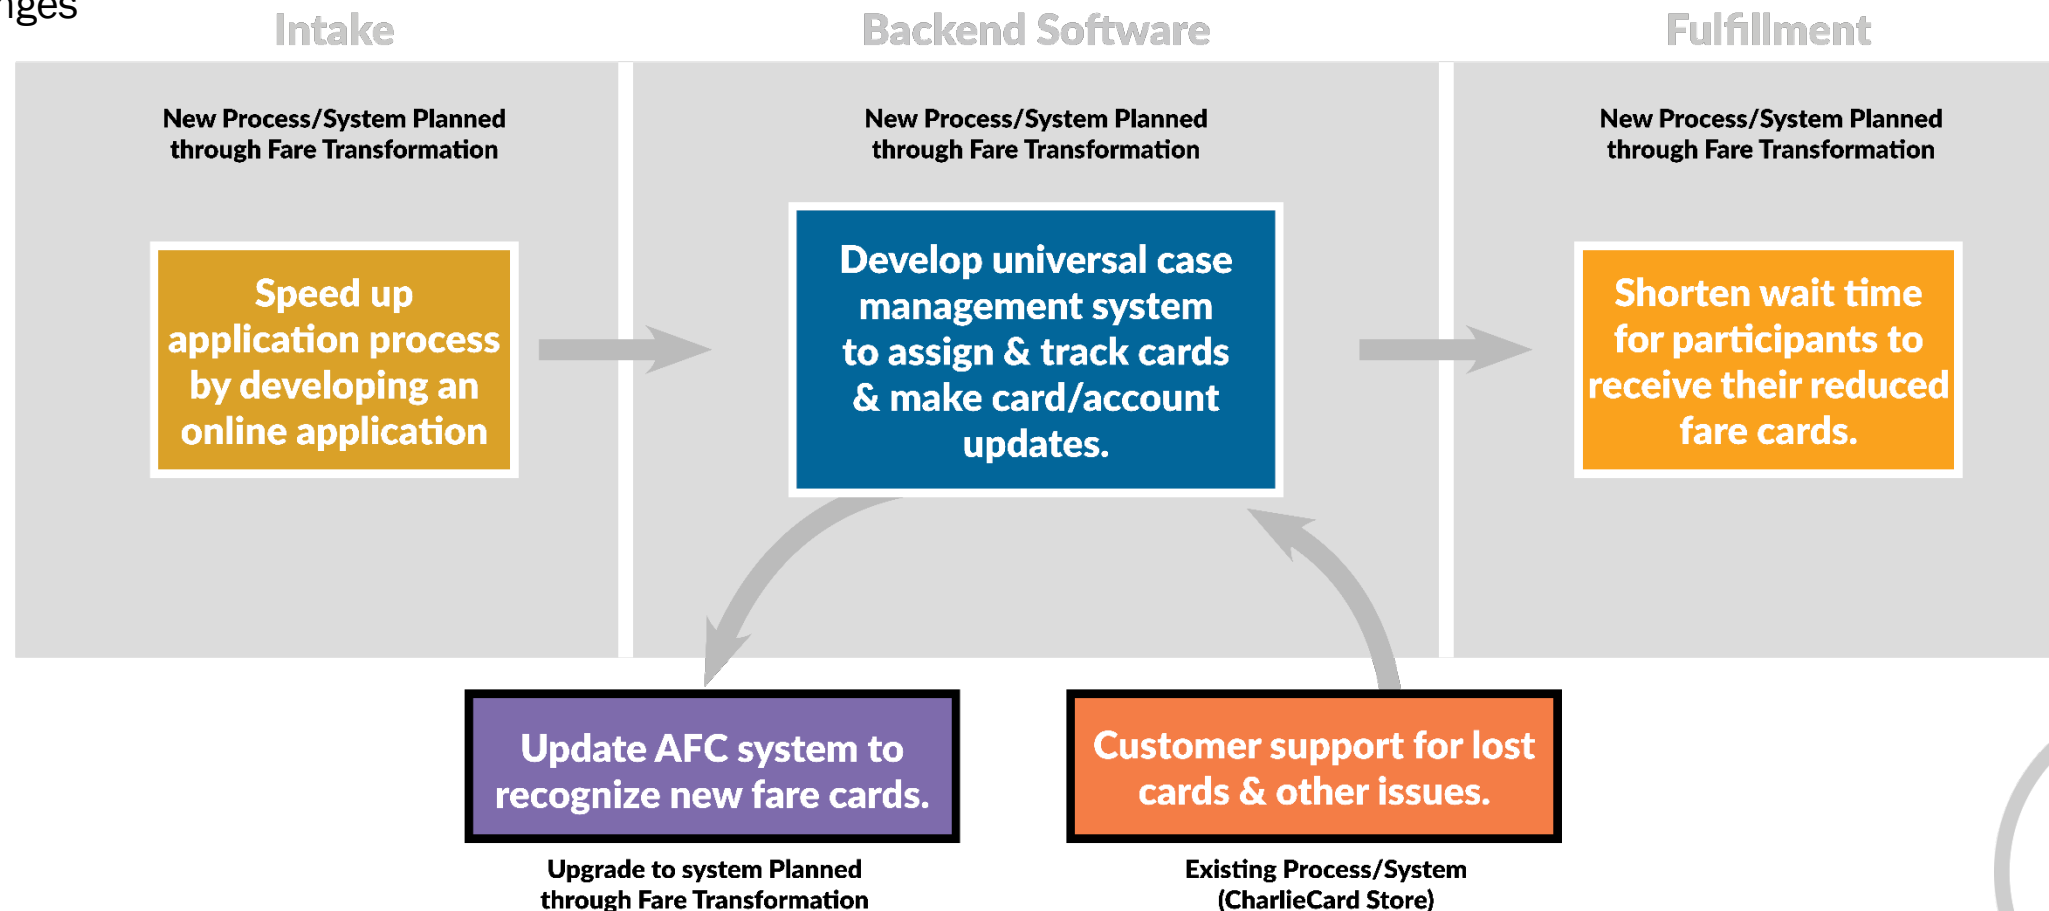 Intake
New Process/System Planned
through Fare Transformation
Speed up
application process
by developing an
online application
Backend Software
New Process/System Planned
through Fare Transformation
Develop universal case
management system
to assign & track cards
& make card/account
updates.
Fulfillment
New Process/System Planned
through Fare Transformation
Shorten wait time
for participants to
receive their reduced
fare cards.
Update AFC system to
recognize new fare cards.
Upgrade to system Planned
through Fare Transformation
Customer support for lost
cards & other issues.
Existing Process/System
(CharlieCard Store)